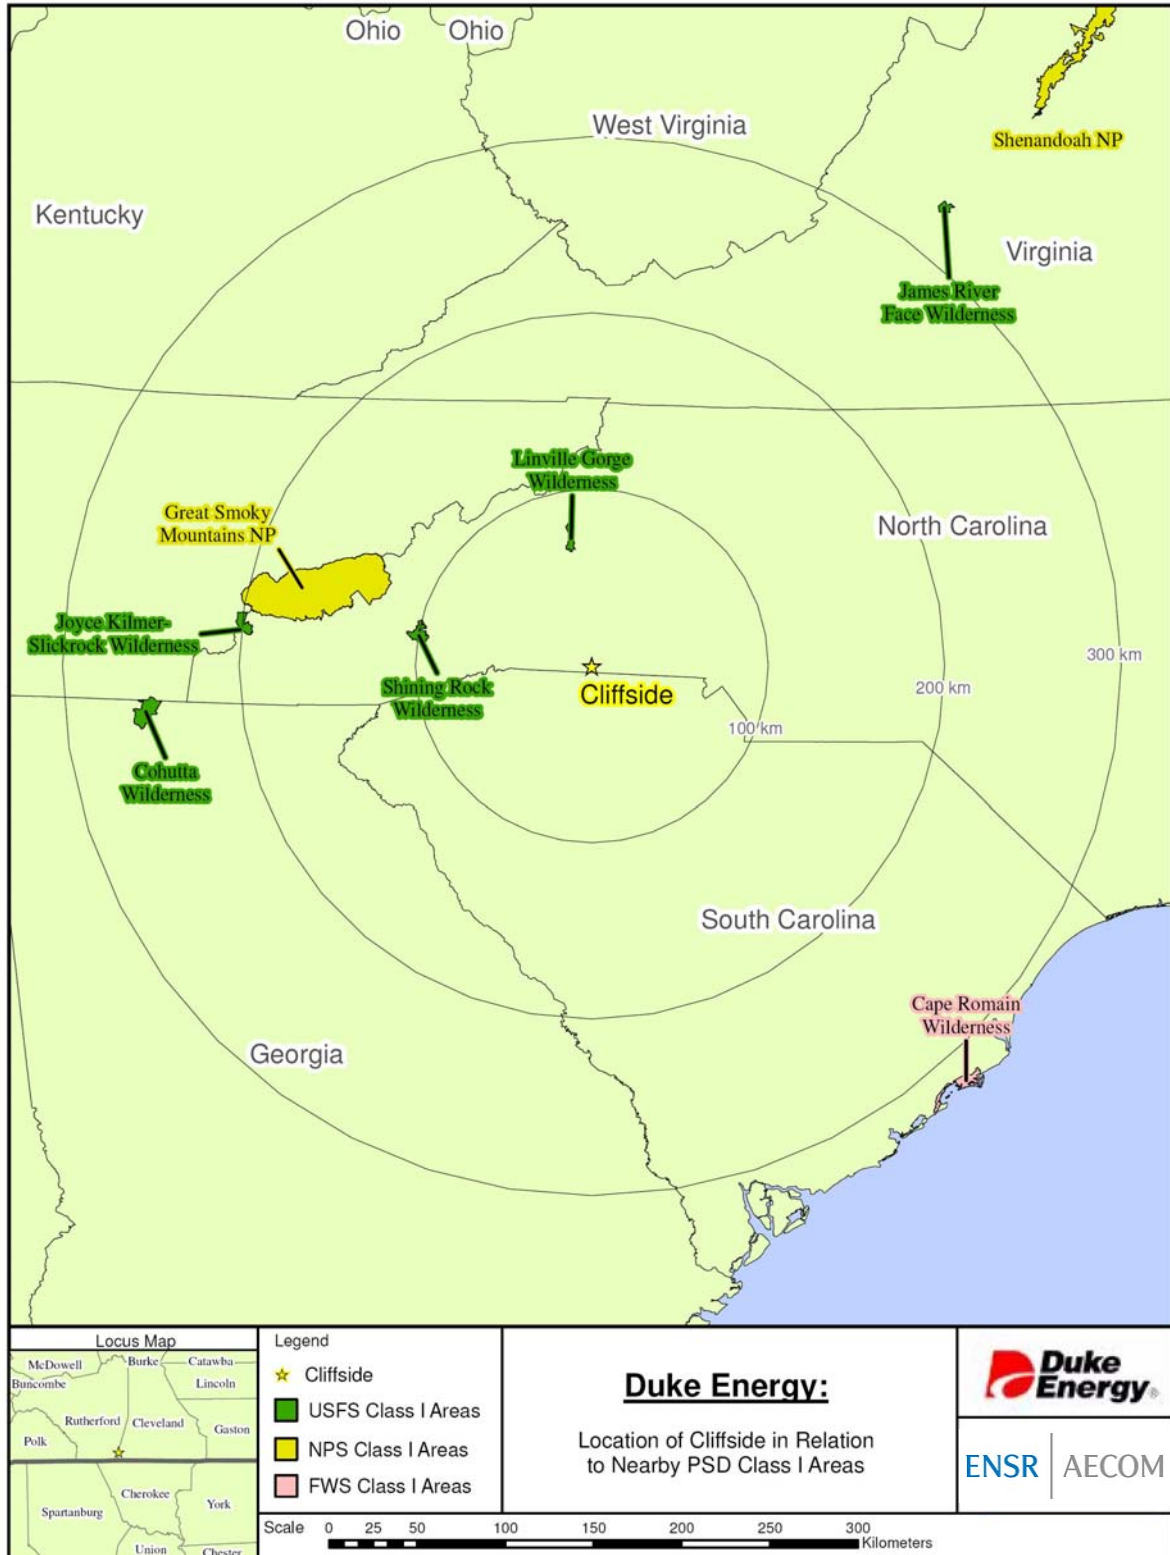 Ohio
Ohio
West Virginia
Shenandoah NP
Kentucky
Virginia
James River
Face Wilderness
Linville Gorge
Wilderness
Great Smoky
Mountains NP
North Carolina
Joyce Kilmer-
Slickrock Wilderness
300 km
Shining Rock
Wilderness
Cliffside
200 km
100 km
Cohutta
Wilderness
South Carolina
Cape Romain
Wilderness
Georgia
Locus Map
McDowell
Burke
Catawba
Buncombe
Lincoln
Rutherford
Cleveland
Gaston
Polk
Cherokee
York
Spartanburg
Union
Chester
Legend
Cliffside
USFS Class I Areas
NPS Class I Areas
FWS Class I Areas
Duke Energy:
Location of Cliffside in Relation
to Nearby PSD Class I Areas
Duke
Energy®
ENSR | AECOM
Scale 0 25 50 100 150 200 250 300
Kilometers